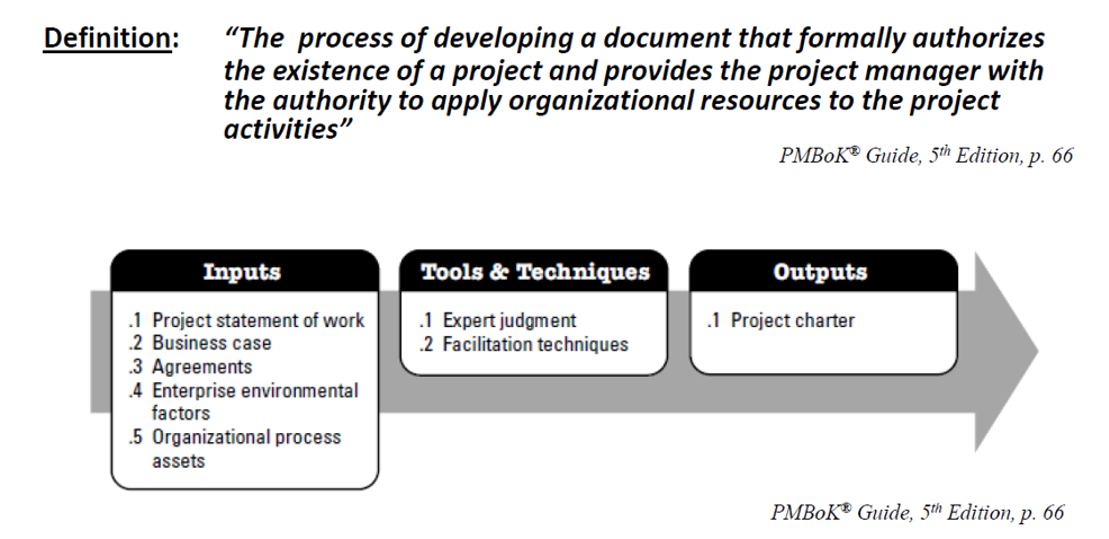 Definition: “The process of developing a document that formally authorizes
the existence of a project and provides the project manager with
the authority to apply organizational resources to the project
activities”
PMBoK® Guide, 5th Edition, p. 66
Inputs
.1 Project statement of work
.2 Business case
.3 Agreements
.4 Enterprise environmental
factors
.5 Organizational process
assets
Tools & Techniques
.1 Expert judgment
.2 Facilitation techniques
Outputs
.1 Project charter
PMBoK® Guide, 5th Edition, p. 66